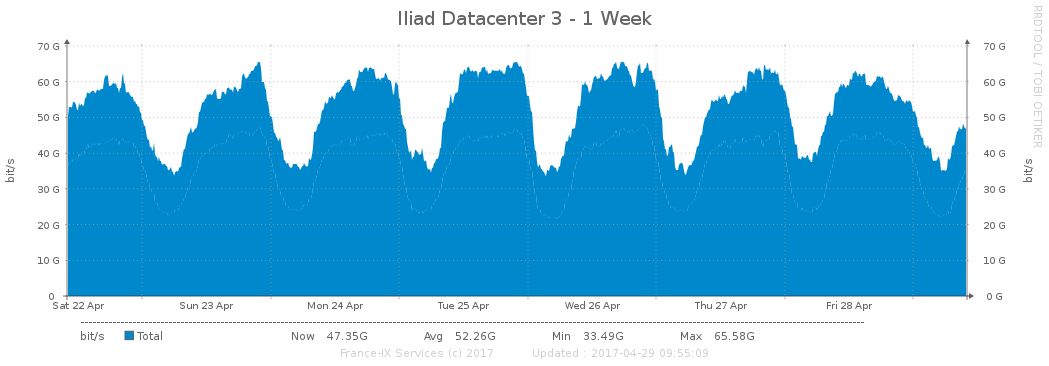 Iliad Datacenter 3 - 1 Week
RRDTOOL / TOBI OETIKER
70 G 70 G
60 G 60 G
50 G 50 G
40 G 40 G
30 G 30 G
20 G 20 G
10 G 10 G
0 0 G
bit/s
bit/s
Sat 22 Apr Sun 23 Apr Mon 24 Apr Tue 25 Apr Wed 26 Apr Thu 27 Apr Fri 28 Apr
bit/s Total Now 47.35G Avg 52.26G Min 33.49G Max 65.58G
France-IX Services (c) 2017 Updated : 2017-04-29 09:55:09